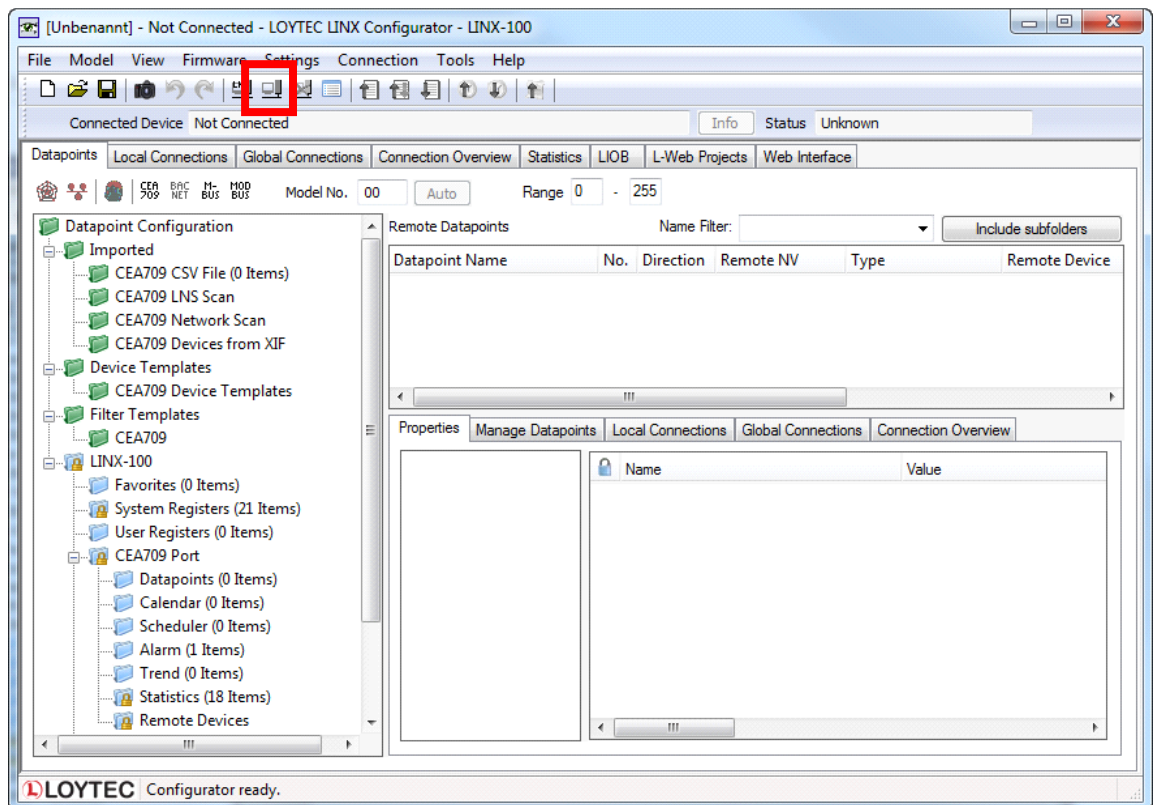 [Unbenannt] - Not Connected - LOYTEC LINX Configurator - LINX-100
File Model View Firmware Settings Connection Tools Help
Connected Device Not Connected Info Status Unknown
Datapoints Local Connections Global Connections Connection Overview Statistics LIOB L-Web Projects Web Interface
CEA 709 BAC NET M- BUS MOD BUS Model No. 00 Auto Range 0 - 255
Datapoint Configuration
Imported
CEA709 CSV File (0 Items)
CEA709 LNS Scan
CEA709 Network Scan
CEA709 Devices from XIF
Device Templates
CEA709 Device Templates
Filter Templates
CEA709
LINX-100
Favorites (0 Items)
System Registers (21 Items)
User Registers (0 Items)
CEA709 Port
Datapoints (0 Items)
Calendar (0 Items)
Scheduler (0 Items)
Alarm (1 Items)
Trend (0 Items)
Statistics (18 Items)
Remote Devices
Remote Datapoints Name Filter: Include subfolders
Datapoint Name No. Direction Remote NV Type Remote Device
Properties Manage Datapoints Local Connections Global Connections Connection Overview
Name Value
LOYTEC Configurator ready.